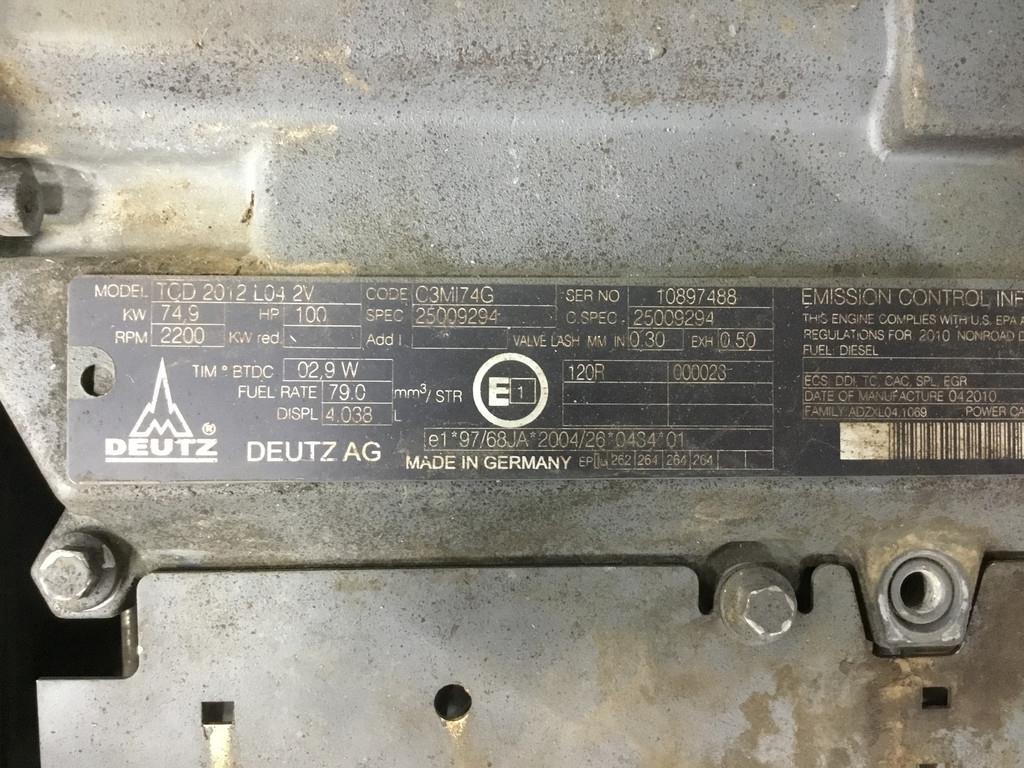 MODEL TCD 2012 L04 2V CODE C3MI74G SER NO 10897488
KW 74,9 HP 100 SPEC 25009294 C.SPEC. 25009294
RPM 2200 KW red. Add I VALVE LASH MM IN 0.30 EXH 0.50
TIM ° BTDC 02,9 W
FUEL RATE 79.0 mm³/STR
DISPL 4.038 L
DEUTZ ®
DEUTZ AG
E 1
120R 000028
e1*97/68JA*2004/26*0434*01
MADE IN GERMANY EP 262 264 264 264
EMISSION CONTROL
THIS ENGINE COMPLIES WITH U.S. EPA
REGULATIONS FOR 2010 NONROAD
FUEL: DIESEL
ECS: DDI, TC, CAC, SPL, EGR
DATE OF MANUFACTURE 04 2010
FAMILY: ADZXL04.1069 POWER